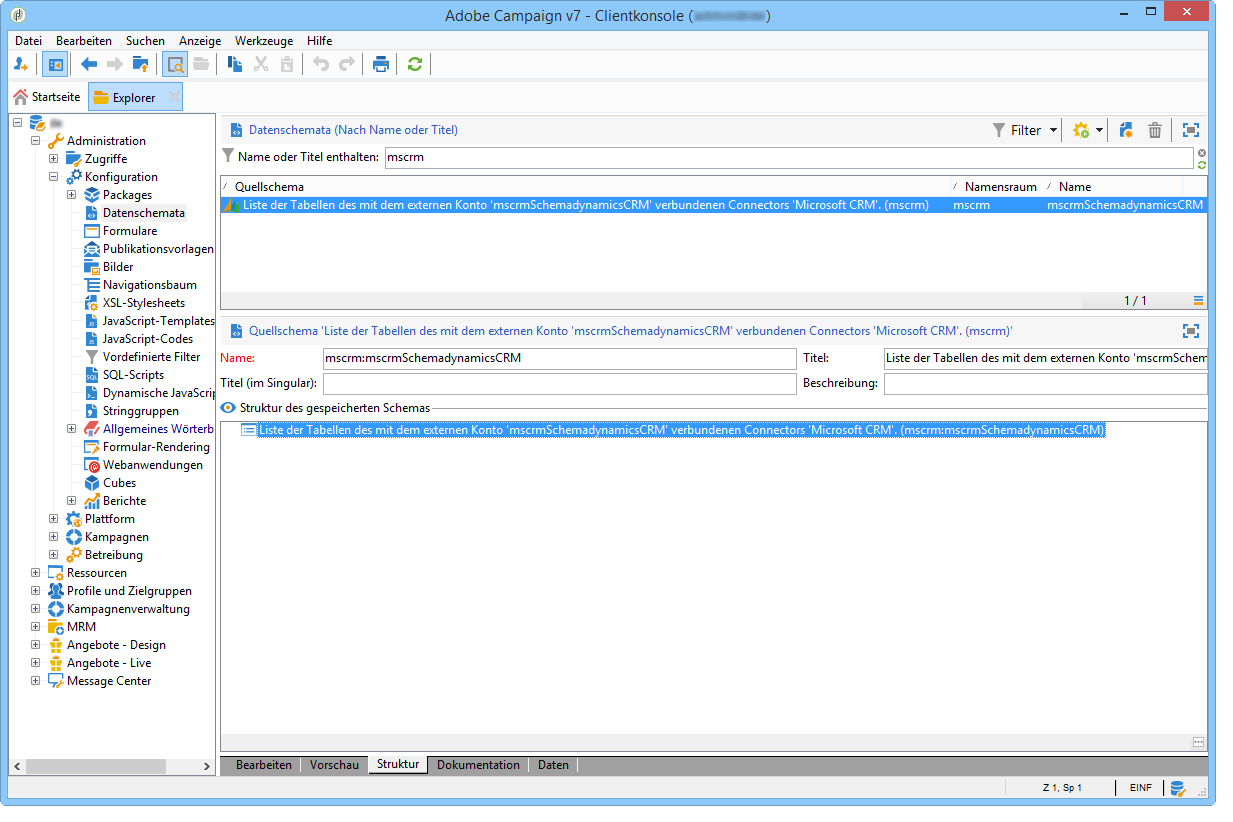 Adobe Campaign v7 - Clientkonsole ( )
Datei Bearbeiten Suchen Anzeige Werkzeuge Hilfe
Startseite Explorer
Administration
Zugriffe
Konfiguration
Packages
Datenschemata
Formulare
Publikationsvorlagen
Bilder
Navigationsbaum
XSL-Stylesheets
JavaScript-Templates
JavaScript-Codes
Vordefinierte Filter
SQL-Scripts
Dynamische JavaScrip
Stringgruppen
Allgemeines Wörterb
Formular-Rendering
Webanwendungen
Cubes
Berichte
Plattform
Kampagnen
Betreibung
Ressourcen
Profile und Zielgruppen
Kampagnenverwaltung
MRM
Angebote - Design
Angebote - Live
Message Center
Datenschemata (Nach Name oder Titel) Filter
Name oder Titel enthalten: mscrm
Quellschema Namensraum Name
Liste der Tabellen des mit dem externen Konto 'mscrmSchemadynamicsCRM' verbundenen Connectors 'Microsoft CRM'. (mscrm) mscrm mscrmSchemadynamicsCRM
1 / 1
Quellschema 'Liste der Tabellen des mit dem externen Konto 'mscrmSchemadynamicsCRM' verbundenen Connectors 'Microsoft CRM'. (mscrm)'
Name: mscrm:mscrmSchemadynamicsCRM Titel: Liste der Tabellen des mit dem externen Konto 'mscrmSchem
Titel (im Singular): Beschreibung:
Struktur des gespeicherten Schemas
Liste der Tabellen des mit dem externen Konto 'mscrmSchemadynamicsCRM' verbundenen Connectors 'Microsoft CRM'. (mscrm:mscrmSchemadynamicsCRM)
Bearbeiten Vorschau Struktur Dokumentation Daten
Z 1, Sp 1 EINF